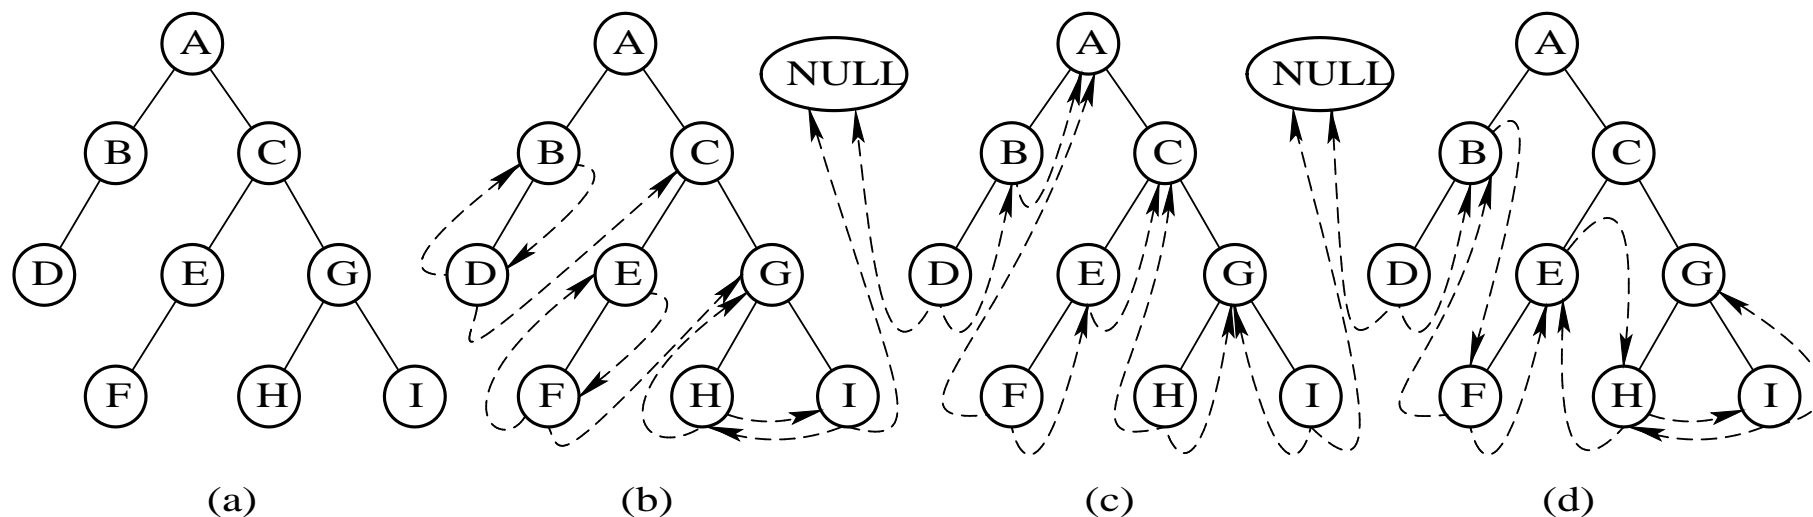 A A NULL A NULL A
B C B C B C B C
D E G D E G D E G D E G
F H I F H I F H I F H I
(a) (b) (c) (d)